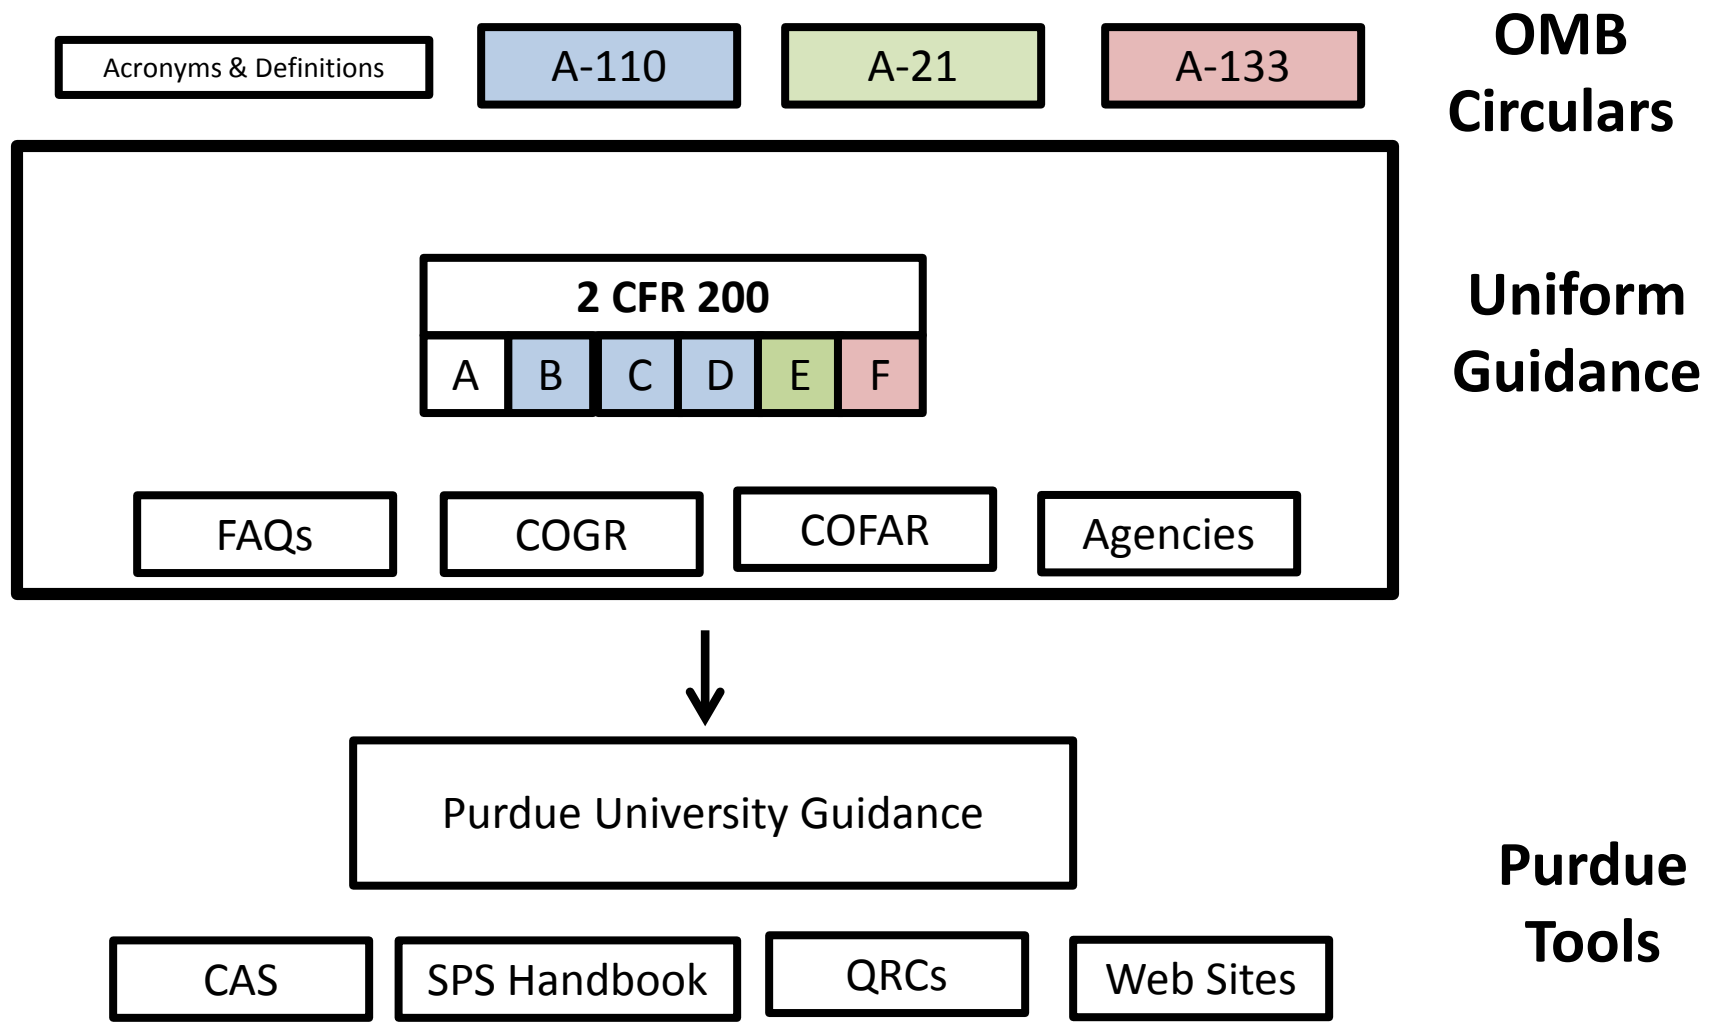 Acronyms & Definitions
A-110
A-21
A-133
OMB
Circulars
2 CFR 200
A B C D E F
Uniform
Guidance
FAQs
COGR
COFAR
Agencies
Purdue University Guidance
Purdue
Tools
CAS
SPS Handbook
QRCs
Web Sites